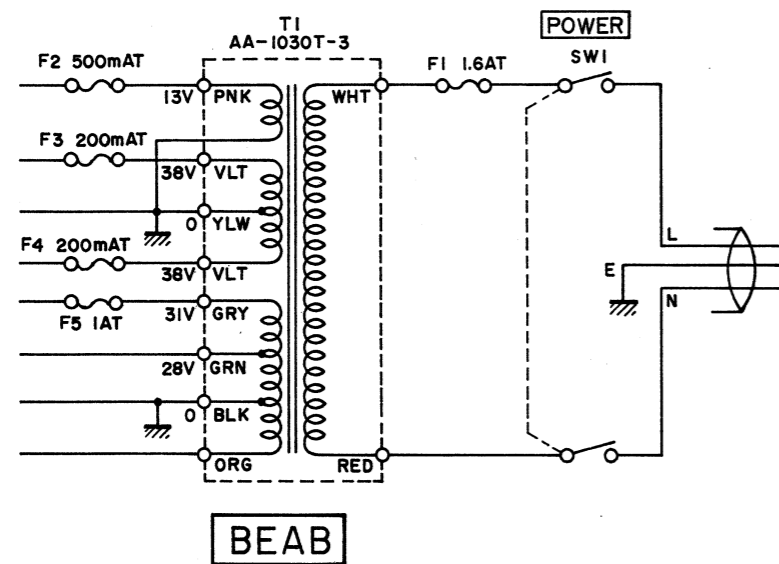 POWER
T1
AA-1030T-3
SW1
F2 500mAT
F1 1.6AT
13V PNK
WHT
F3 200mAT
38V VLT
0 YLW
L
F4 200mAT
38V VLT
E
31V GRY
N
F5 1AT
28V GRN
0 BLK
ORG
RED
BEAB